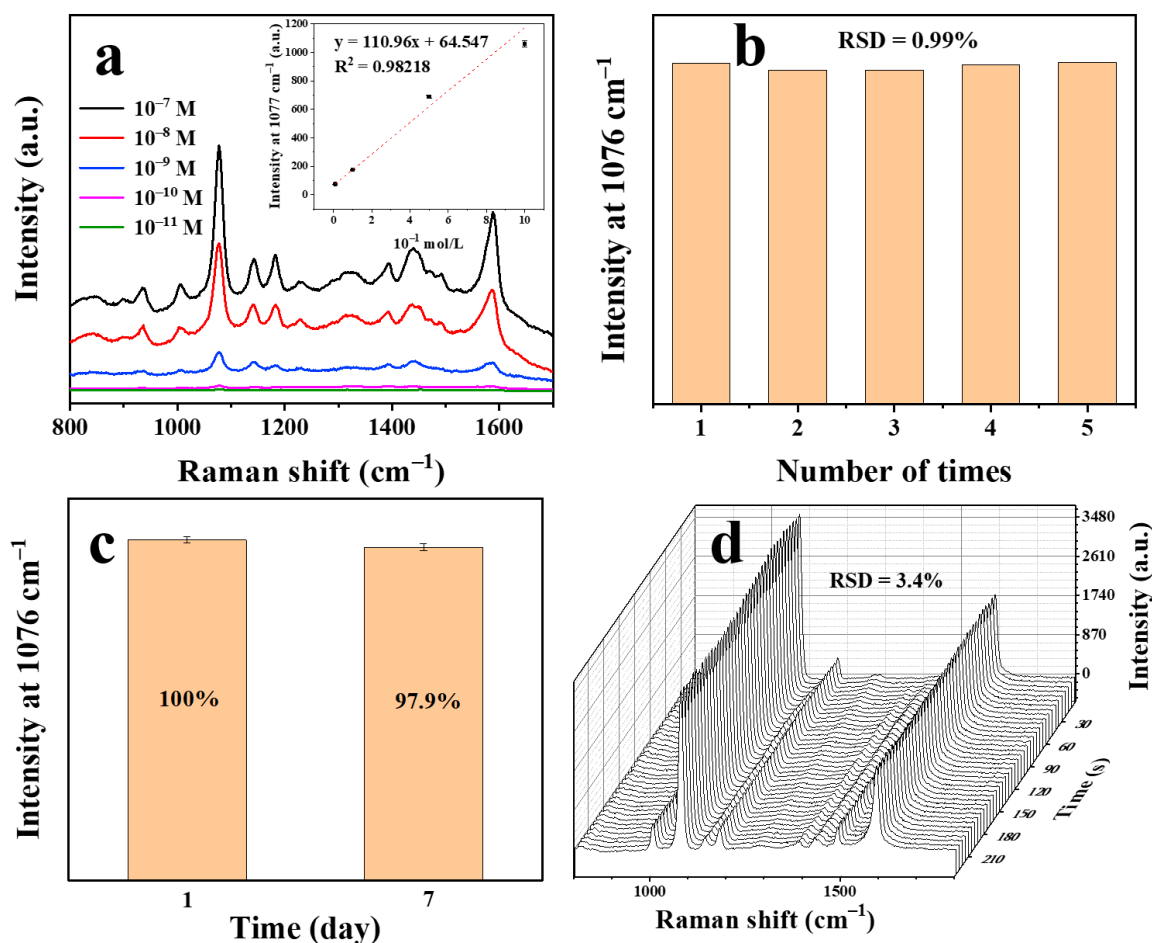 a
y = 110.96x + 64.547
R² = 0.98218
10⁻⁷ M
10⁻⁸ M
10⁻⁹ M
10⁻¹⁰ M
10⁻¹¹ M
Intensity at 1077 cm⁻¹ (a.u.)
1200
1000
800
600
400
200
0
0 2 4 6 8 10
10⁻¹ mol/L
Intensity (a.u.)
800 1000 1200 1400 1600
Raman shift (cm⁻¹)
b
RSD = 0.99%
Intensity at 1076 cm⁻¹
1 2 3 4 5
Number of times
c
Intensity at 1076 cm⁻¹
100%
97.9%
1 7
Time (day)
d
RSD = 3.4%
3480
2610
1740
870
0
Intensity (a.u.)
30
60
90
120
150
180
210
Time (s)
1000 1500
Raman shift (cm⁻¹)